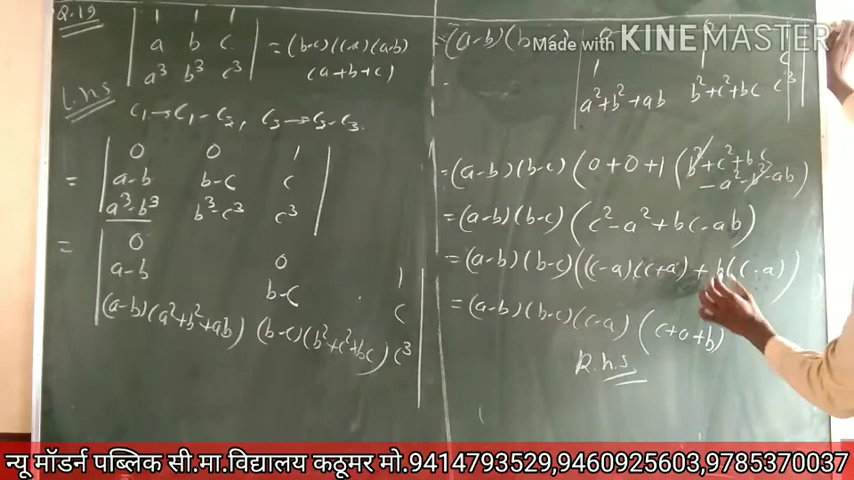 Q.19
| 1 1 1 |
| a b c | = (b-c)(c-a)(a-b)
| a³ b³ c³ | (a+b+c)
L.h.s
C₁→C₁-C₂, C₂→C₂-C₃.
= | 0 0 1 |
| a-b b-c c |
| a³-b³ b³-c³ c³ |
= | 0 0 1 |
| a-b b-c c |
| (a-b)(a²+b²+ab) (b-c)(b²+c²+bc) c³ |
=(a-b)(b-c)
1 1 c
a²+b²+ab b²+c²+bc c³
=(a-b)(b-c)(0+0+1(b²+c²+bc
-a²-b²-ab)
=(a-b)(b-c)(c²-a²+bc-ab)
=(a-b)(b-c)((c-a)(c+a)+b(c-a))
=(a-b)(b-c)(c-a)(c+a+b)
R.h.s
Made with KINEMASTER
न्यू मॉडर्न पब्लिक सी.मा.विद्यालय कठूमर मो.9414793529,9460925603,9785370037